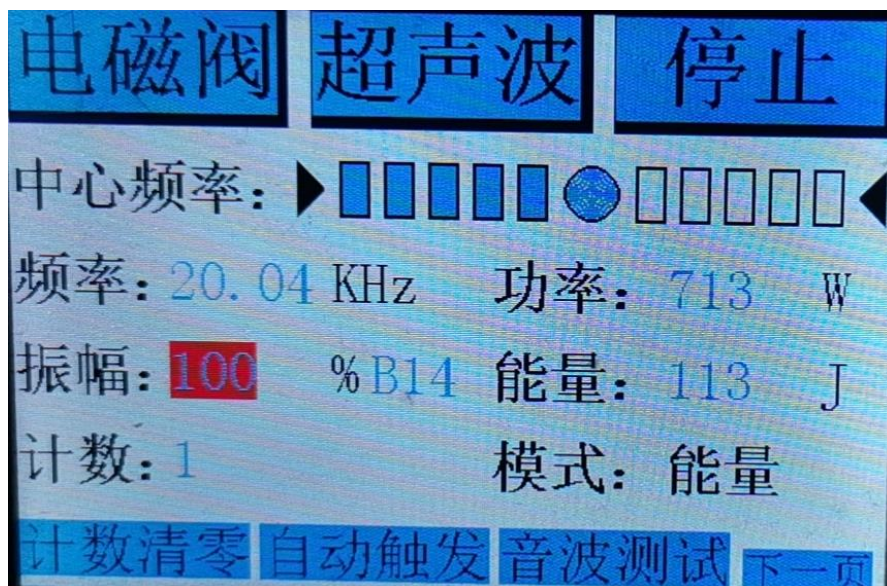 电磁阀 超声波 停止
中心频率：
频率：20.04 KHz 功率：713 W
振幅：100 % B14 能量：113 J
计数：1 模式：能量
计数清零 自动触发 音波测试 下一页